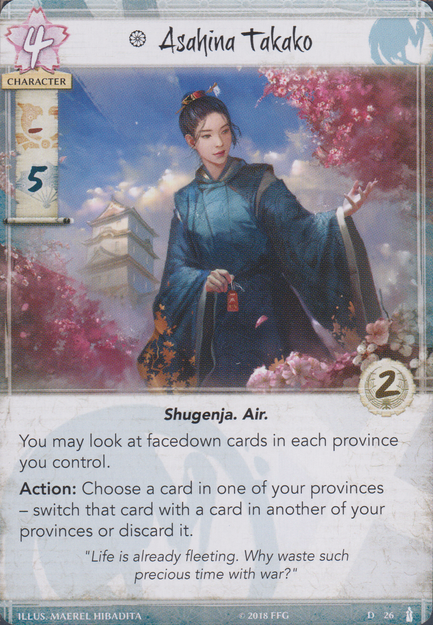 4
Asahina Takako
CHARACTER
-
5
2
Shugenja. Air.
You may look at facedown cards in each province
you control.
Action: Choose a card in one of your provinces
– switch that card with a card in another of your
provinces or discard it.
"Life is already fleeting. Why waste such
precious time with war?"
ILLUS. MAEREL HIBADITA © 2018 FFG D 26